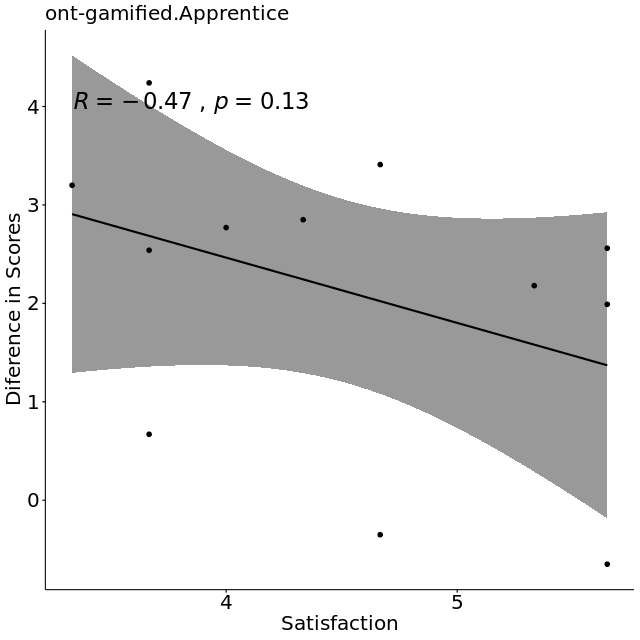 ont-gamified.Apprentice
R = −0.47 , p = 0.13
4
3
2
1
0
Diference in Scores
4 5
Satisfaction